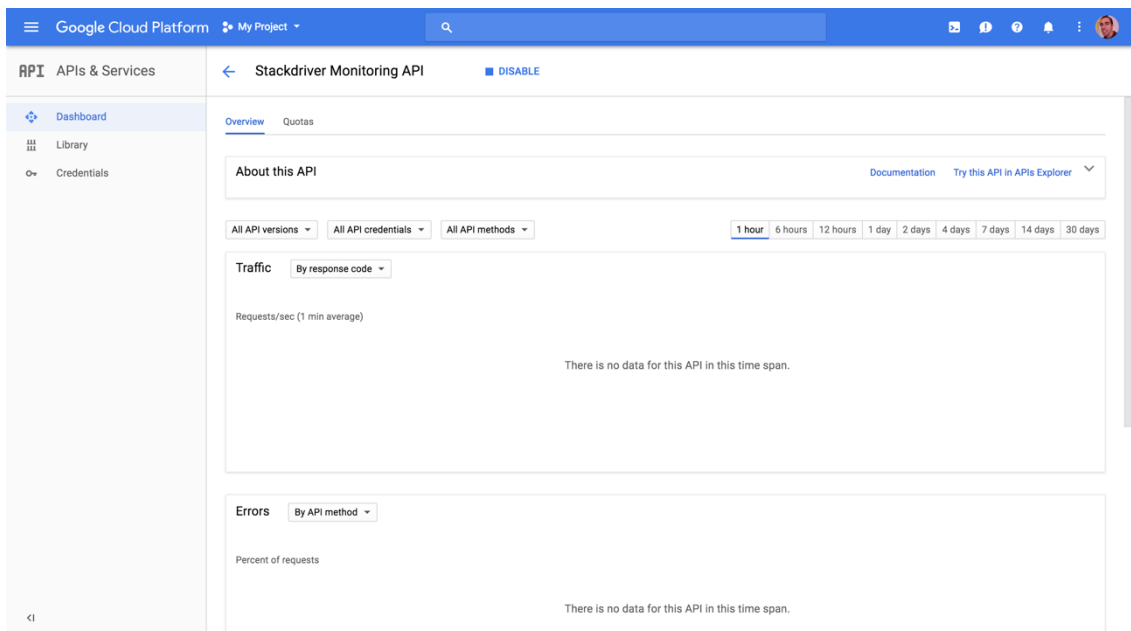 Google Cloud Platform My Project
API APIs & Services
Stackdriver Monitoring API DISABLE
Dashboard
Library
Credentials
Overview Quotas
About this API Documentation Try this API in APIs Explorer
All API versions All API credentials All API methods 1 hour 6 hours 12 hours 1 day 2 days 4 days 7 days 14 days 30 days
Traffic By response code
Requests/sec (1 min average)
There is no data for this API in this time span.
Errors By API method
Percent of requests
There is no data for this API in this time span.